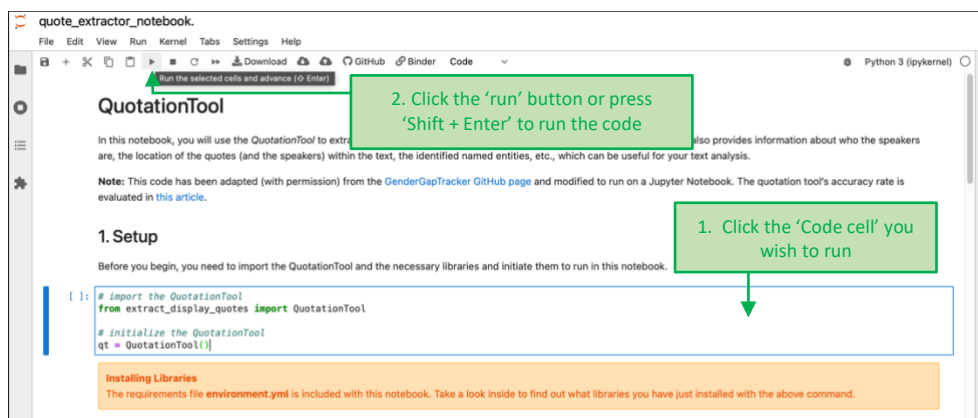 quote_extractor_notebook.
File Edit View Run Kernel Tabs Settings Help
Download GitHub Binder Code Python 3 (ipykernel)
Run the selected cells and advance (⇧ Enter)
2. Click the ‘run’ button or press
‘Shift + Enter’ to run the code
QuotationTool
In this notebook, you will use the QuotationTool to extra also provides information about who the speakers
are, the location of the quotes (and the speakers) within the text, the identified named entities, etc., which can be useful for your text analysis.
Note: This code has been adapted (with permission) from the GenderGapTracker GitHub page and modified to run on a Jupyter Notebook. The quotation tool's accuracy rate is
evaluated in this article.
1. Click the ‘Code cell’ you
wish to run
1. Setup
Before you begin, you need to import the QuotationTool and the necessary libraries and initiate them to run in this notebook.
[ ]: # import the QuotationTool
from extract_display_quotes import QuotationTool
# initialize the QuotationTool
qt = QuotationTool()
Installing Libraries
The requirements file environment.yml is included with this notebook. Take a look inside to find out what libraries you have just installed with the above command.